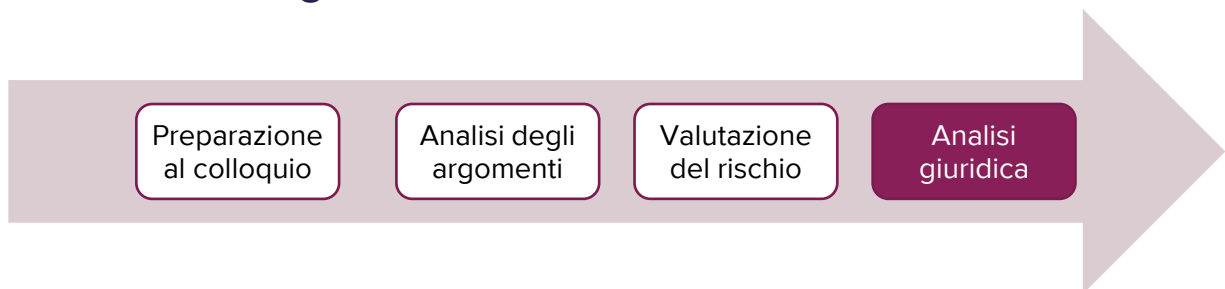 Preparazione
al colloquio
Analisi degli
argomenti
Valutazione
del rischio
Analisi
giuridica